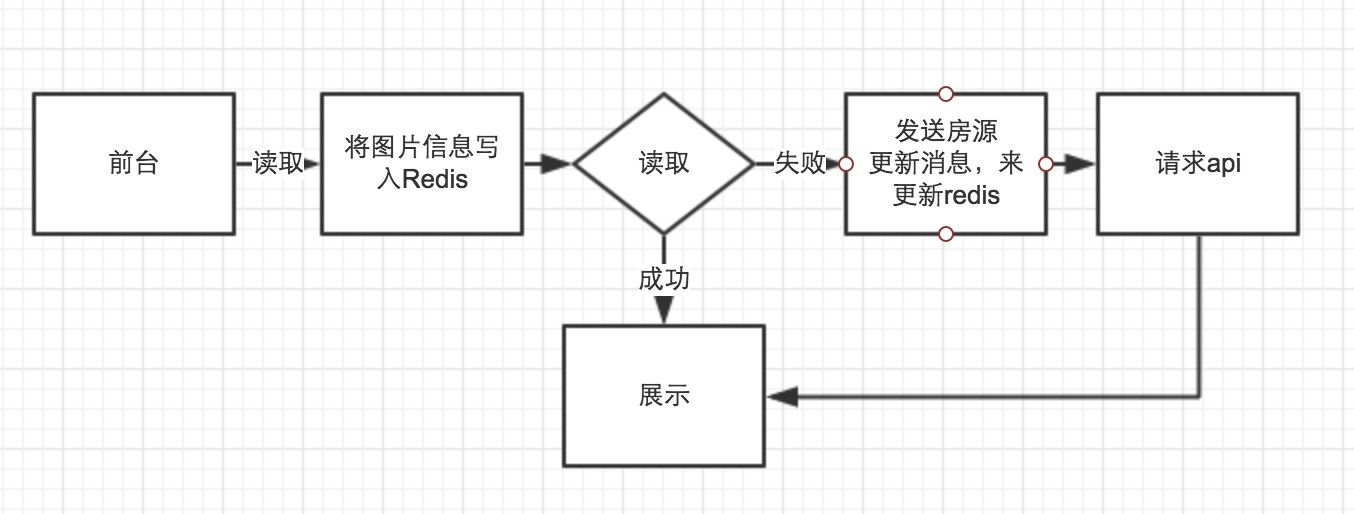 前台
读取
将图片信息写
入Redis
读取
失败
发送房源
更新消息，来
更新redis
请求api
成功
展示